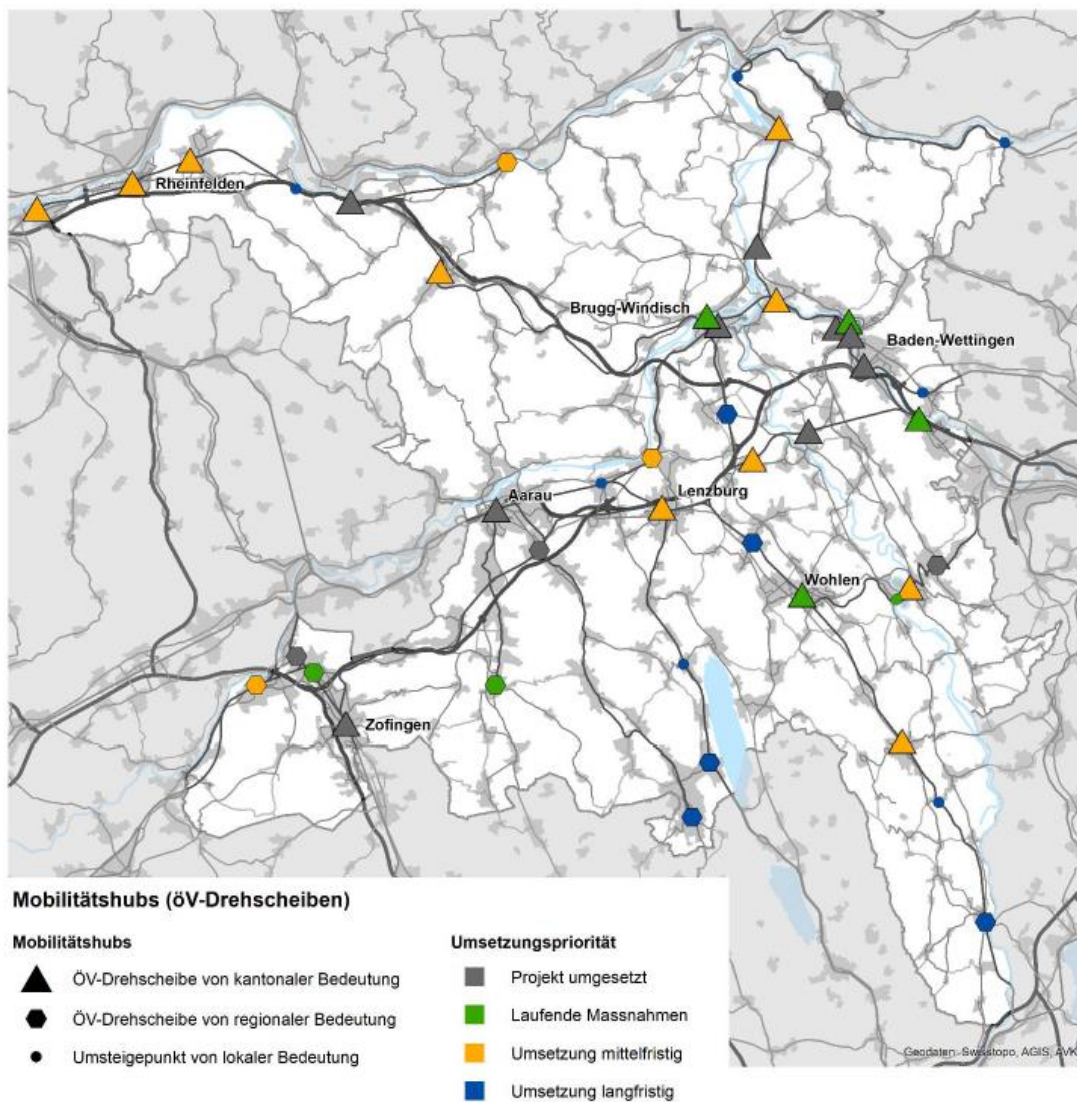 Rheinfelden
Brugg-Windisch
Baden-Wettingen
Aarau
Lenzburg
Wohlen
Zofingen
Mobilitätshubs (öV-Drehscheiben)
Mobilitätshubs
ÖV-Drehscheibe von kantonaler Bedeutung
ÖV-Drehscheibe von regionaler Bedeutung
Umsteigepunkt von lokaler Bedeutung
Umsetzungspriorität
Projekt umgesetzt
Laufende Massnahmen
Umsetzung mittelfristig
Umsetzung langfristig
Geodaten: Swisstopo, AGIS, AVK